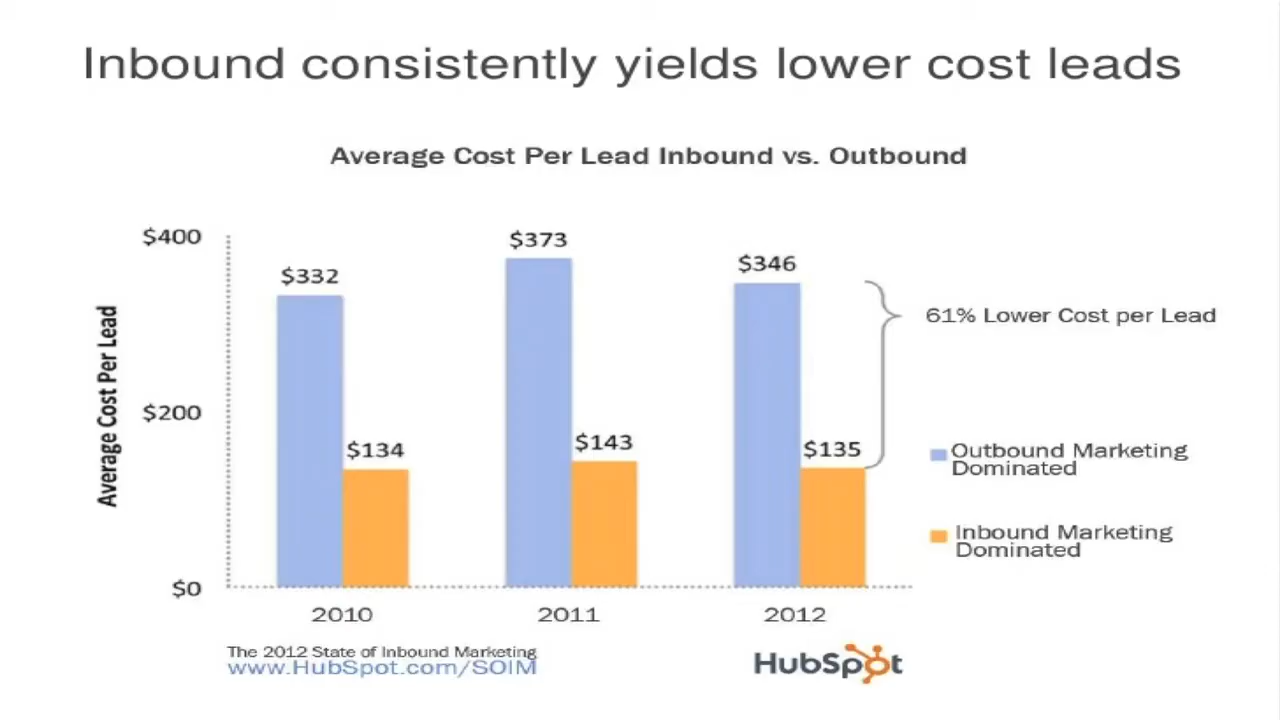 Inbound consistently yields lower cost leads
Average Cost Per Lead Inbound vs. Outbound
Average Cost Per Lead
$400
$200
$0
$332
$134
$373
$143
$346
$135
61% Lower Cost per Lead
Outbound Marketing
Dominated
Inbound Marketing
Dominated
2010
2011
2012
The 2012 State of Inbound Marketing
www.HubSpot.com/SOIM
HubSpot